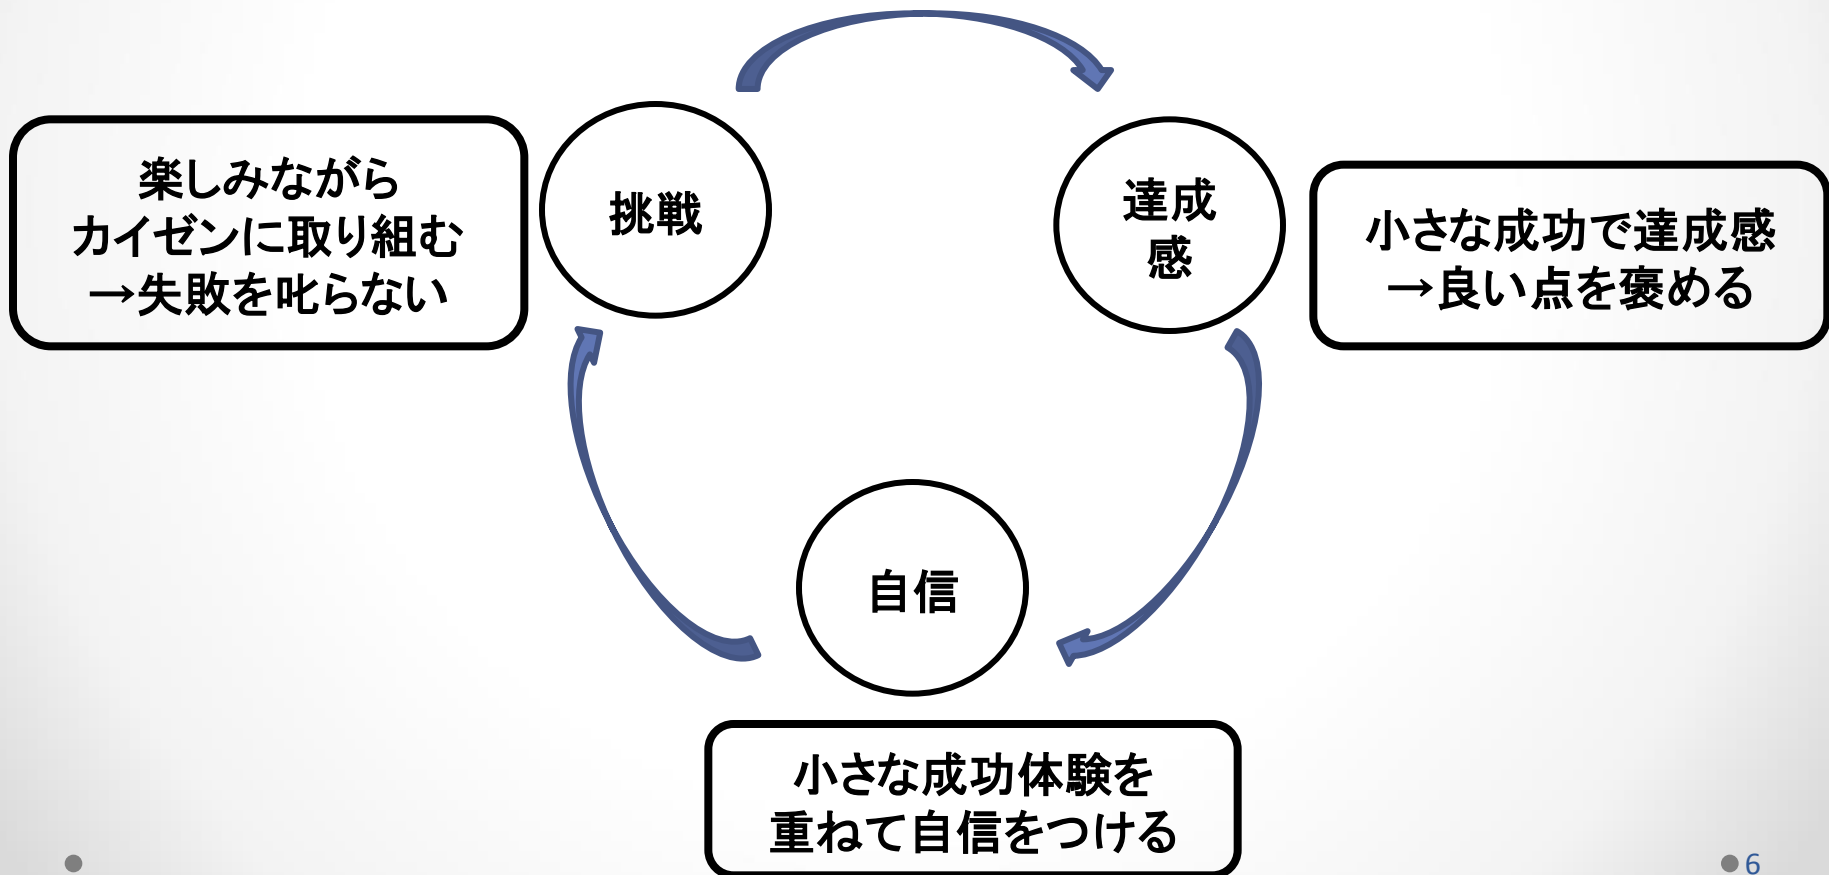 楽しみながら
カイゼンに取り組む
→失敗を叱らない
挑戦
達成
感
小さな成功で達成感
→良い点を褒める
自信
小さな成功体験を
重ねて自信をつける
6